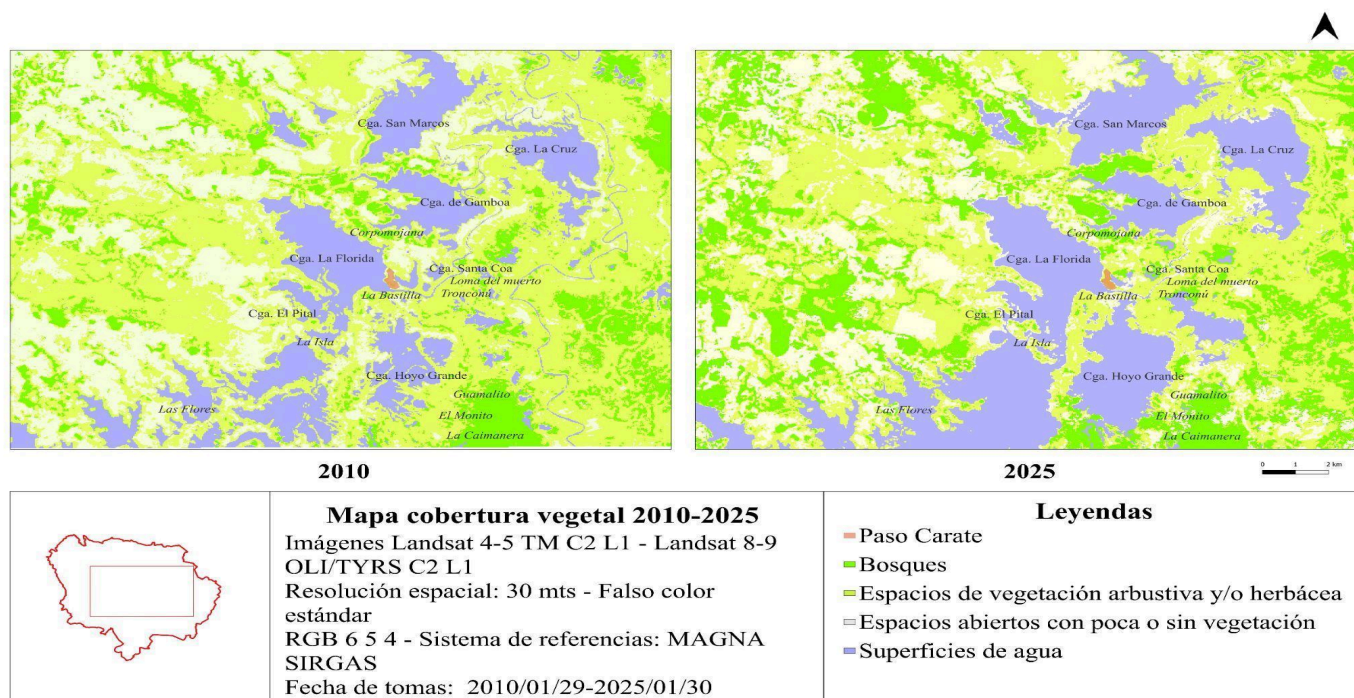 Cga. San Marcos
Cga. La Cruz
Cga. de Gamboa
Corpomojana
Cga. La Florida
Cga. Santa Coa
Loma del muerto
La Bastilla
Tronconú
Cga. El Pital
La Isla
Cga. Hoyo Grande
Guamalito
Las Flores
El Monito
La Caimanera
2010
Cga. San Marcos
Cga. La Cruz
Cga. de Gamboa
Corpomojana
Cga. La Florida
Cga. Santa Coa
Loma del muerto
La Bastilla
Tronconú
Cga. El Pital
La Isla
Cga. Hoyo Grande
Guamalito
Las Flores
El Monito
La Caimanera
2025
0 1 2 km
Mapa cobertura vegetal 2010-2025
Imágenes Landsat 4-5 TM C2 L1 - Landsat 8-9
OLI/TYRS C2 L1
Resolución espacial: 30 mts - Falso color
estándar
RGB 6 5 4 - Sistema de referencias: MAGNA
SIRGAS
Fecha de tomas: 2010/01/29-2025/01/30
Leyendas
Paso Carate
Bosques
Espacios de vegetación arbustiva y/o herbácea
Espacios abiertos con poca o sin vegetación
Superficies de agua